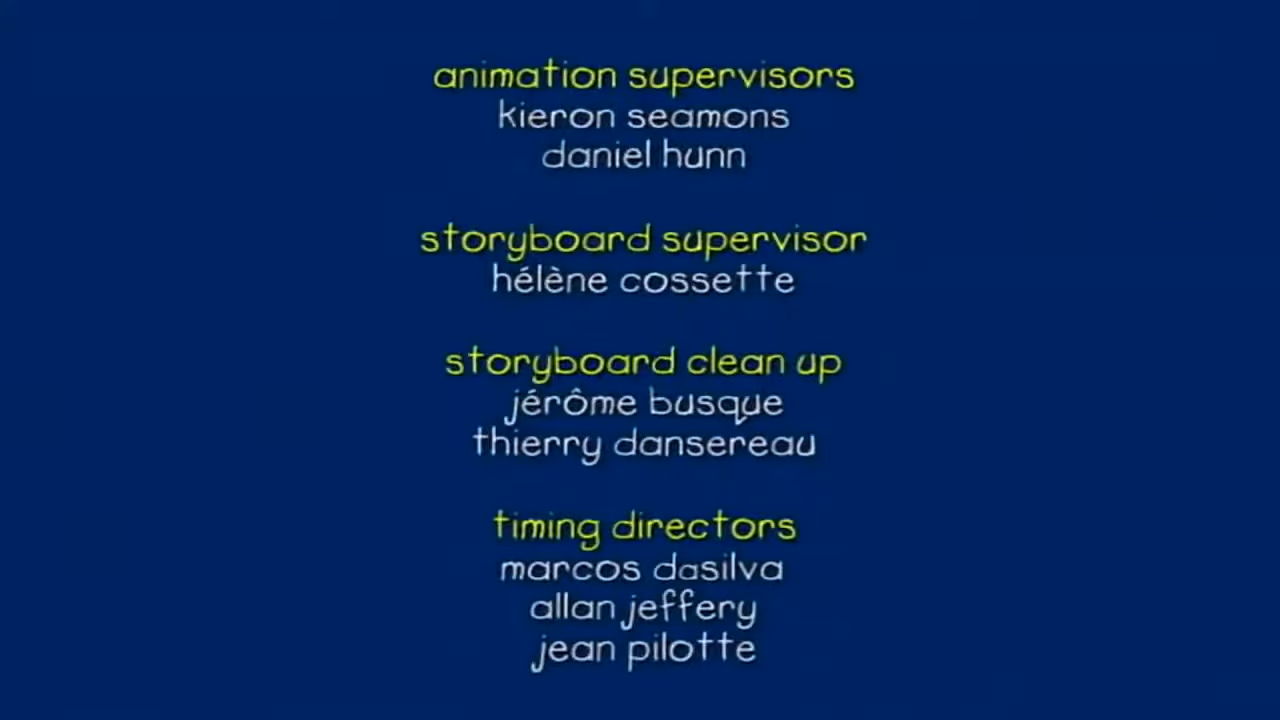 animation supervisors
kieron seamons
daniel hunn
storyboard supervisor
hélène cossette
storyboard clean up
jérôme busque
thierry dansereau
timing directors
marcos dasilva
allan jeffery
jean pilotte